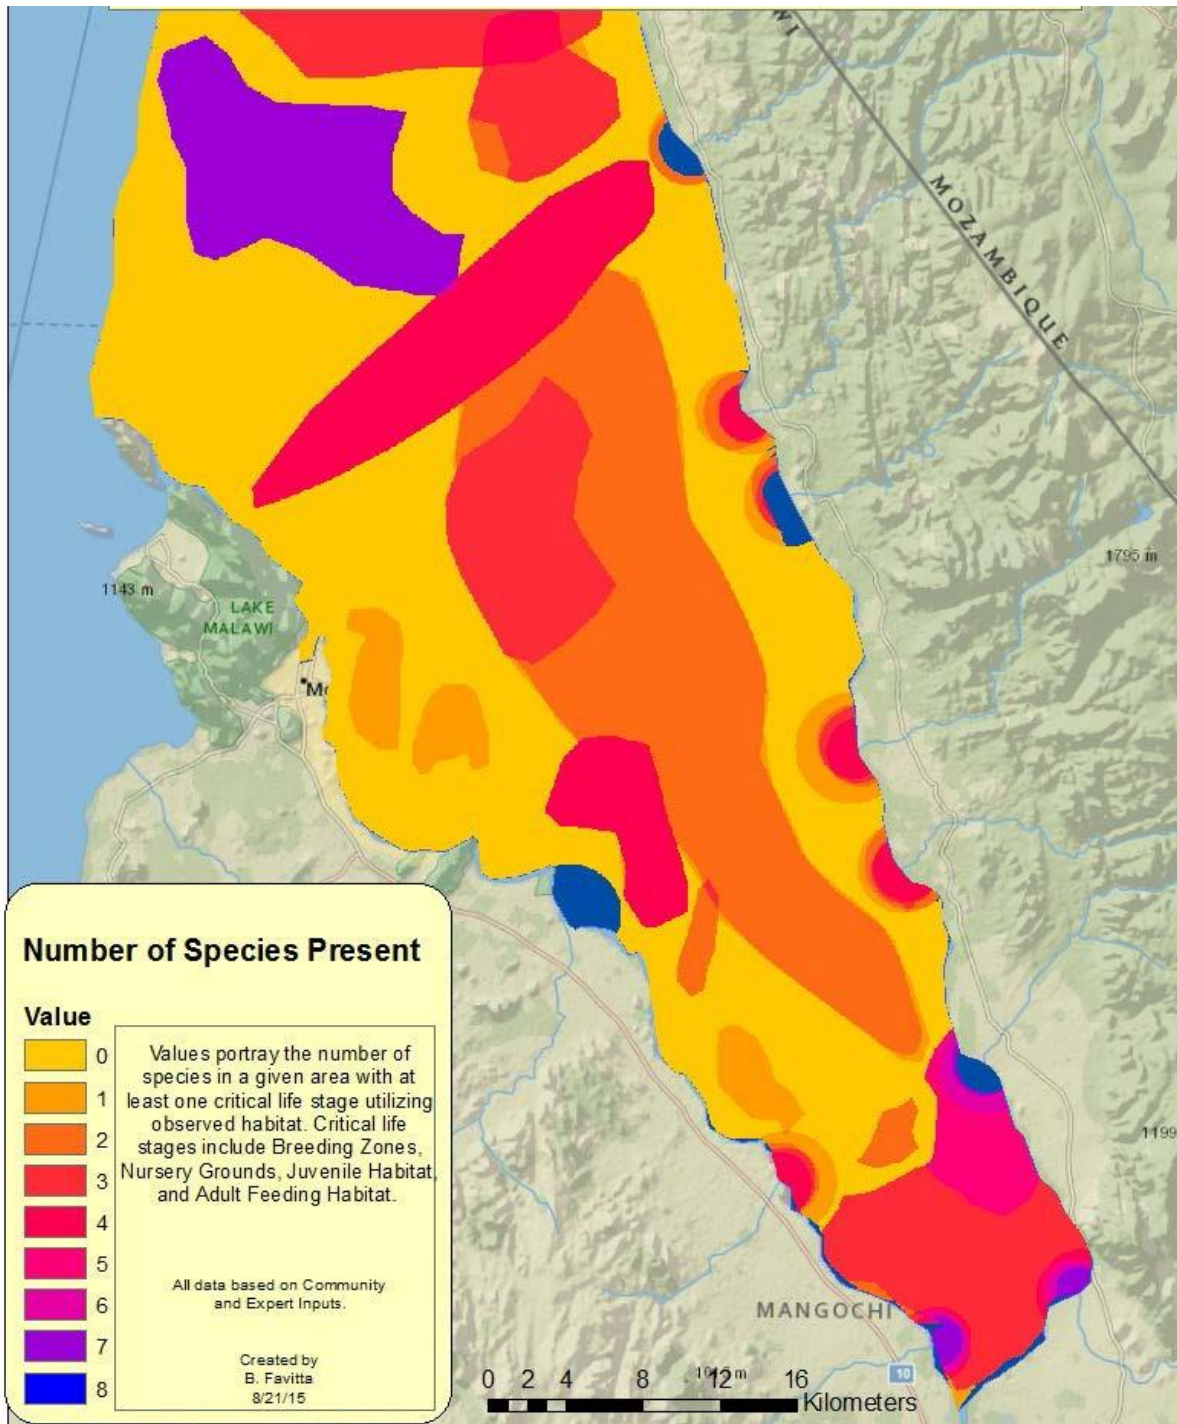 WI
MOZAMBIQUE
1795 m
1143 m
LAKE
MALAWI
Mo
1199
MANGOCHI
10
Number of Species Present
Value
0
1
2
3
4
5
6
7
8
Values portray the number of
species in a given area with at
least one critical life stage utilizing
observed habitat. Critical life
stages include Breeding Zones,
Nursery Grounds, Juvenile Habitat,
and Adult Feeding Habitat.
All data based on Community
and Expert Inputs.
Created by
B. Favitta
8/21/15
0 2 4 8 12 16
Kilometers